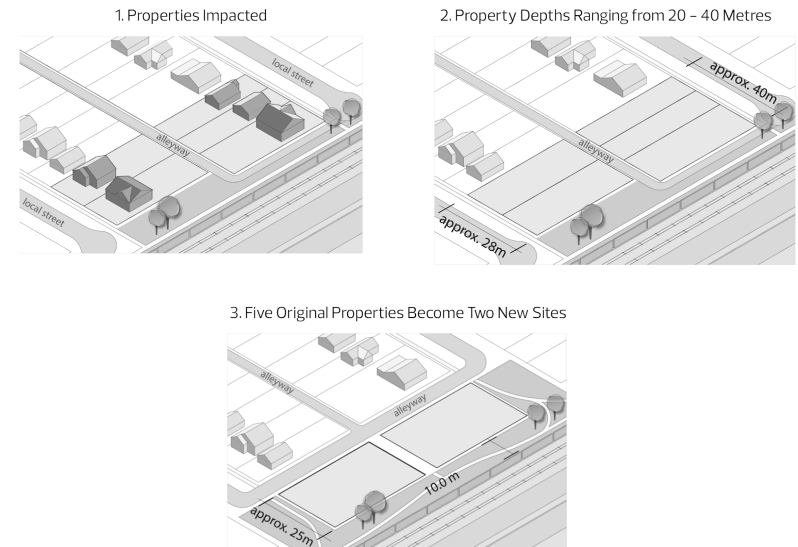 1. Properties Impacted
2. Property Depths Ranging from 20 – 40 Metres
local street
alleyway
local street
approx. 40m
alleyway
approx. 28m
3. Five Original Properties Become Two New Sites
alleyway
alleyway
10.0 m
approx. 25m